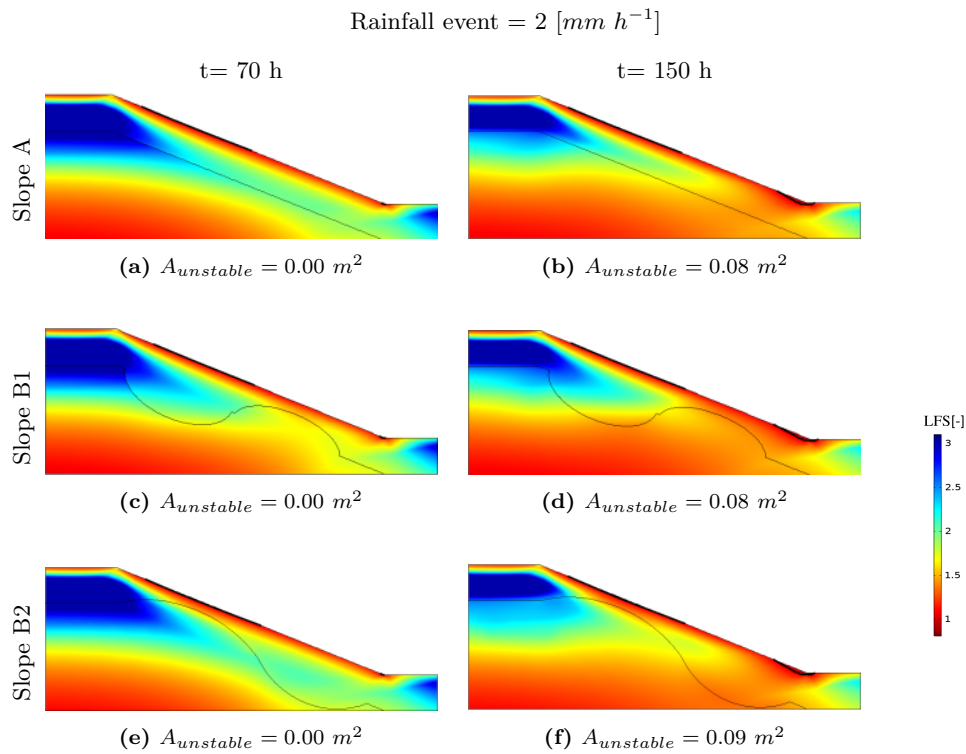 Rainfall event = 2 [mm h⁻¹]
t= 70 h
t= 150 h
Slope A
(a) A_unstable = 0.00 m²
(b) A_unstable = 0.08 m²
Slope B1
(c) A_unstable = 0.00 m²
(d) A_unstable = 0.08 m²
LFS[-]
3
2.5
2
1.5
1
Slope B2
(e) A_unstable = 0.00 m²
(f) A_unstable = 0.09 m²